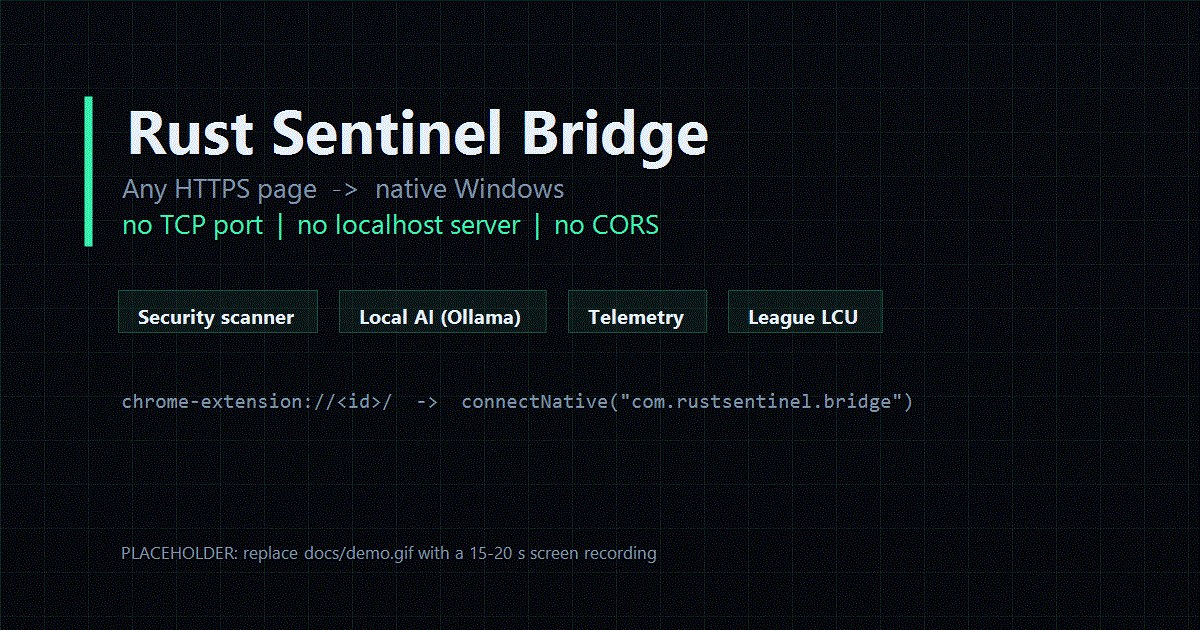 Rust Sentinel Bridge
Any HTTPS page -> native Windows
no TCP port | no localhost server | no CORS
Security scanner
Local AI (Ollama)
Telemetry
League LCU
chrome-extension://<id>/ -> connectNative("com.rustsentinel.bridge")
PLACEHOLDER: replace docs/demo.gif with a 15-20 s screen recording